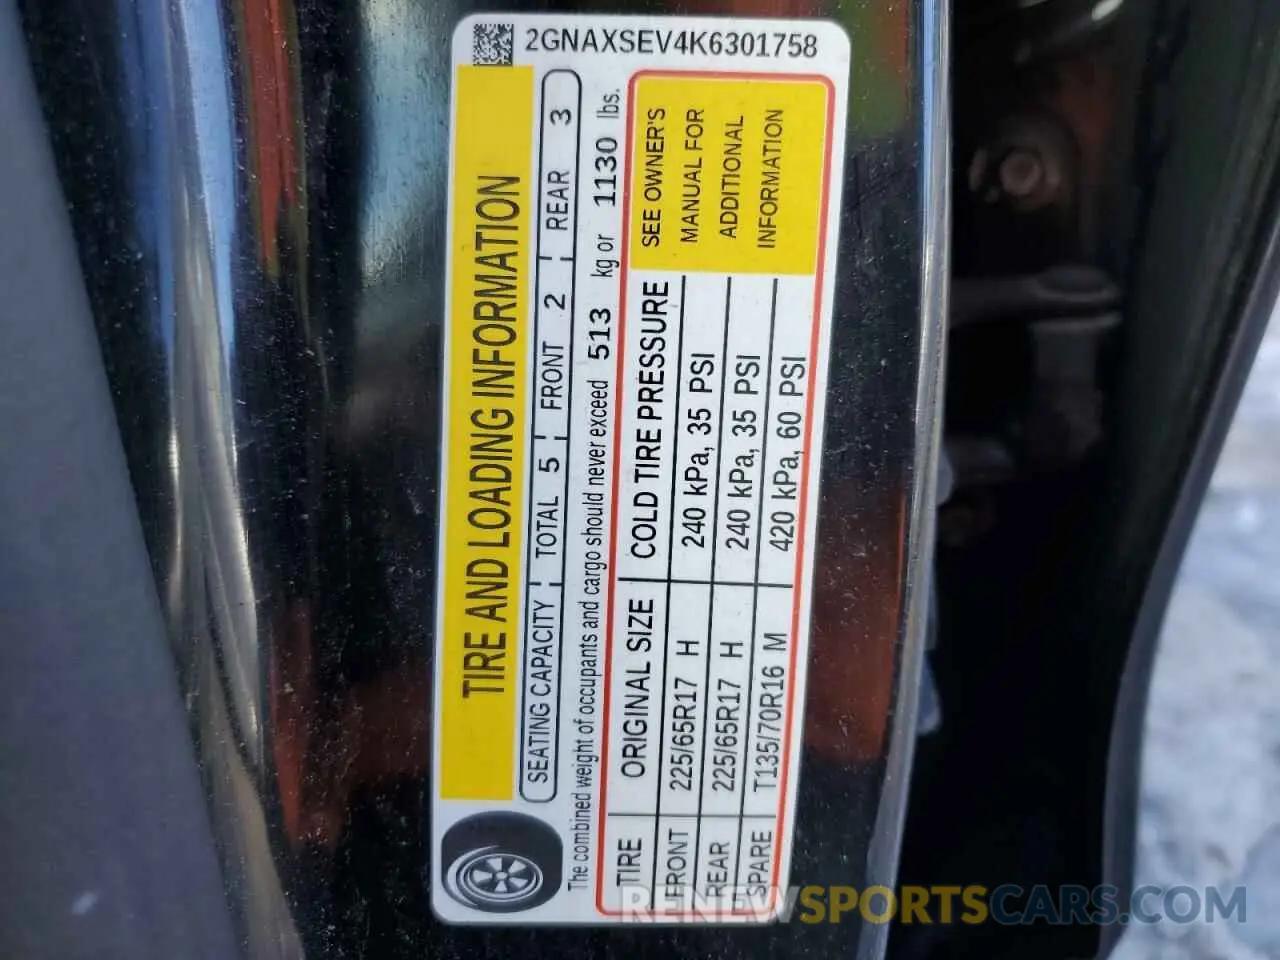 2GNAXSEV4K6301758
TIRE AND LOADING INFORMATION
SEATING CAPACITY TOTAL 5 FRONT 2 REAR 3
The combined weight of occupants and cargo should never exceed 513 kg or 1130 lbs.
TIRE ORIGINAL SIZE COLD TIRE PRESSURE
FRONT 225/65R17 H 240 kPa, 35 PSI
REAR 225/65R17 H 240 kPa, 35 PSI
SPARE T135/70R16 M 420 kPa, 60 PSI
SEE OWNER'S
MANUAL FOR
ADDITIONAL
INFORMATION
RENEWSPORTSCARS.COM